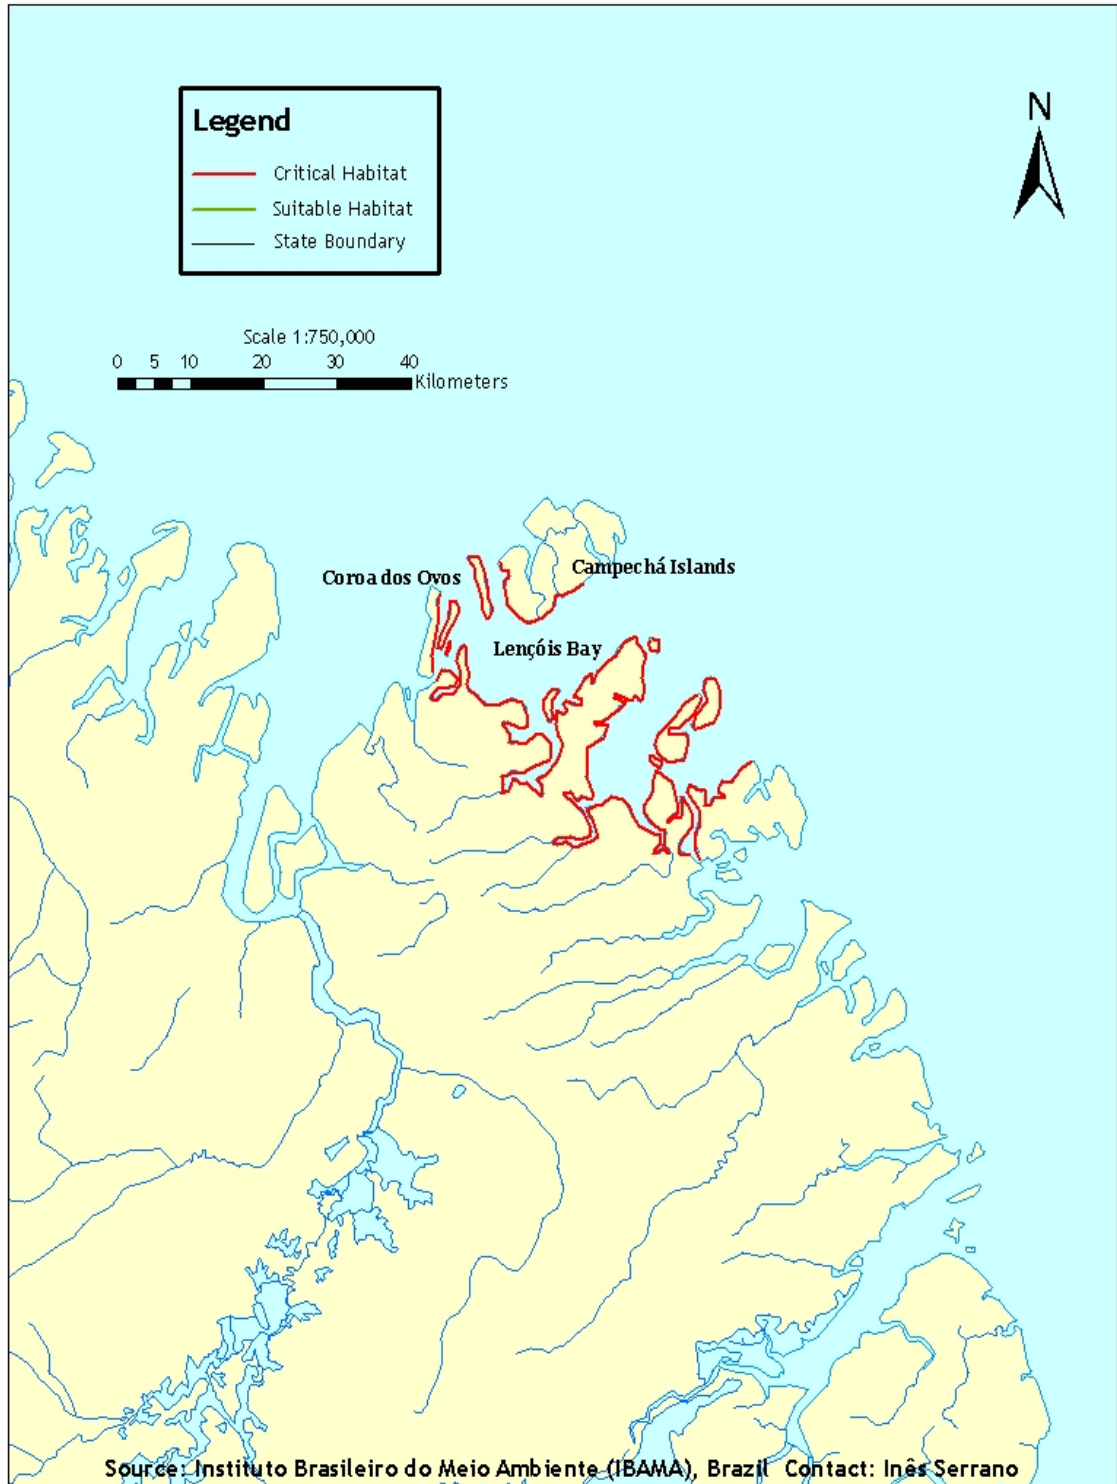 Legend
Critical Habitat
Suitable Habitat
State Boundary
N
Scale 1:750,000
0 5 10 20 30 40
Kilometers
Campechá Islands
Coroa dos Ovos
Lençóis Bay
Source: Instituto Brasileiro do Meio Ambiente (IBAMA), Brazil Contact: Inês Serrano